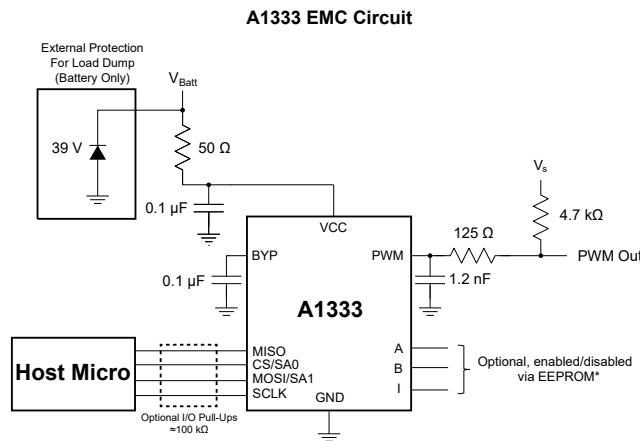 A1333 EMC Circuit
External Protection
For Load Dump
(Battery Only)
V_Batt
39 V
50 Ω
V_s
0.1 µF
4.7 kΩ
125 Ω
VCC
BYP
PWM
PWM Out
0.1 µF
1.2 nF
A1333
Host Micro
MISO
CS/SA0
MOSI/SA1
SCLK
A
B
I
Optional, enabled/disabled
via EEPROM*
Optional I/O Pull-Ups
≈100 kΩ
GND